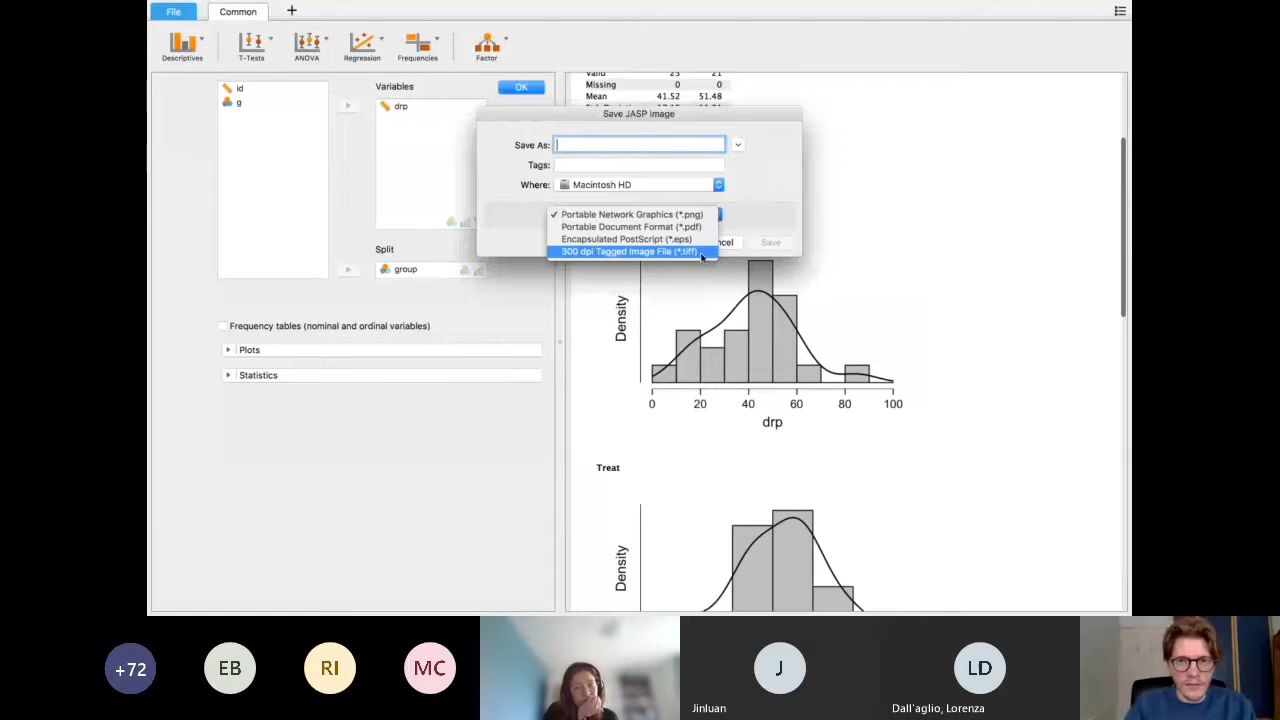 File
Common
+
Descriptives
T-Tests
ANOVA
Regression
Frequencies
Factor
id
g
Variables
OK
drp
Split
group
Frequency tables (nominal and ordinal variables)
Plots
Statistics
Valid 23 21
Missing 0 0
Mean 41.52 51.48
Save JASP Image
Save As:
Tags:
Where: Macintosh HD
✓ Portable Network Graphics (*.png)
Portable Document Format (*.pdf)
Encapsulated PostScript (*.eps)
300 dpi Tagged Image File (*.tiff)
Save
Density
0 20 40 60 80 100
drp
Treat
Density
+72
EB
RI
MC
J
Jinluan
LD
Dall'aglio, Lorenza